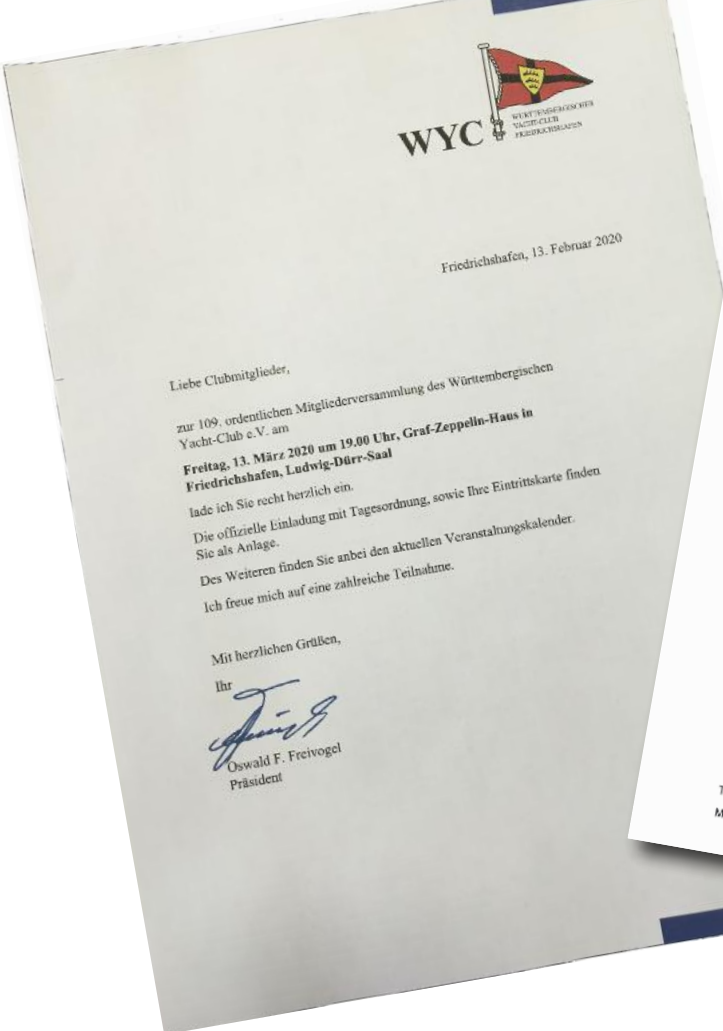 WYC
WÜRTTEMBERGISCHER
YACHT-CLUB
FRIEDRICHSHAFEN
Friedrichshafen, 13. Februar 2020
Liebe Clubmitglieder,
zur 109. ordentlichen Mitgliederversammlung des Württembergischen
Yacht-Club e.V. am
Freitag, 13. März 2020 um 19.00 Uhr, Graf-Zeppelin-Haus in
Friedrichshafen, Ludwig-Dürr-Saal
lade ich Sie recht herzlich ein.
Die offizielle Einladung mit Tagesordnung, sowie Ihre Eintrittskarte finden
Sie als Anlage.
Des Weiteren finden Sie anbei den aktuellen Veranstaltungskalender.
Ich freue mich auf eine zahlreiche Teilnahme.
Mit herzlichen Grüßen,
Ihr
Oswald F. Freivogel
Präsident